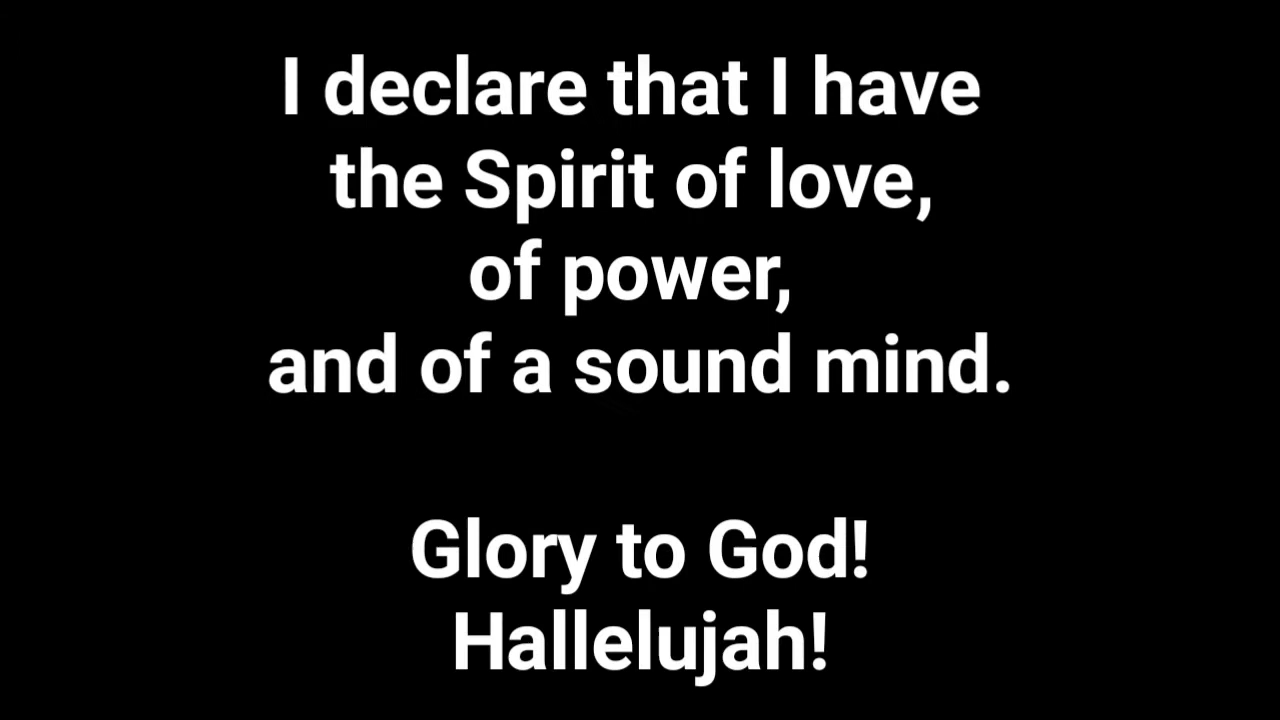 I declare that I have
the Spirit of love,
of power,
and of a sound mind.
Glory to God!
Hallelujah!